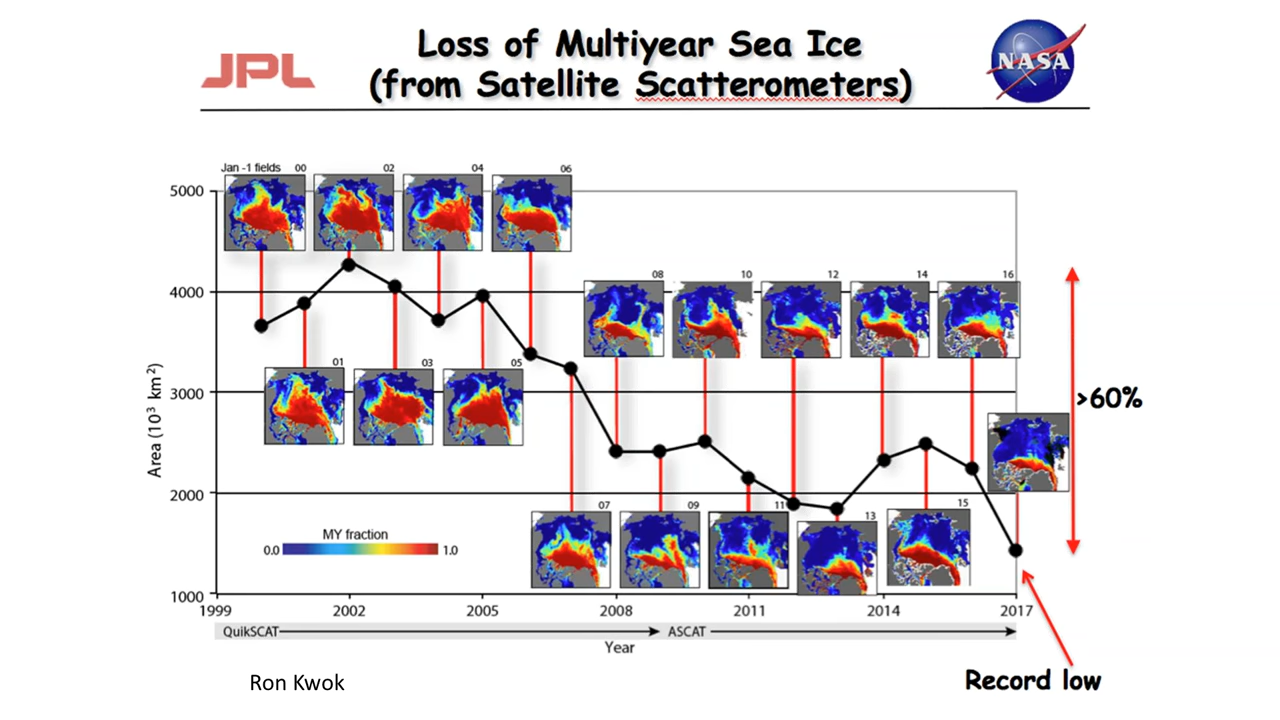 JPL
Loss of Multiyear Sea Ice
(from Satellite Scatterometers)
NASA
Jan -1 fields 00 02 04 06
5000
08 10 12 14 16
4000
01 03 05
3000
>60%
Area (10³ km²)
2000
07 09 11 13 15
MY fraction
0.0 1.0
1000
1999 2002 2005 2008 2011 2014 2017
QuikSCAT ASCAT
Year
Ron Kwok
Record low